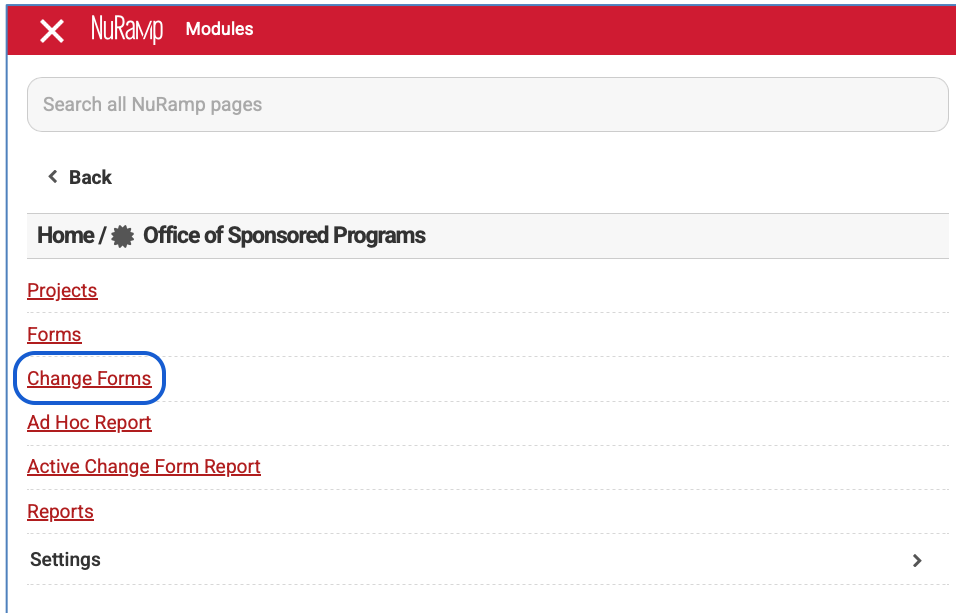 NuRamp Modules
Search all NuRamp pages
Back
Home / Office of Sponsored Programs
Projects
Forms
Change Forms
Ad Hoc Report
Active Change Form Report
Reports
Settings